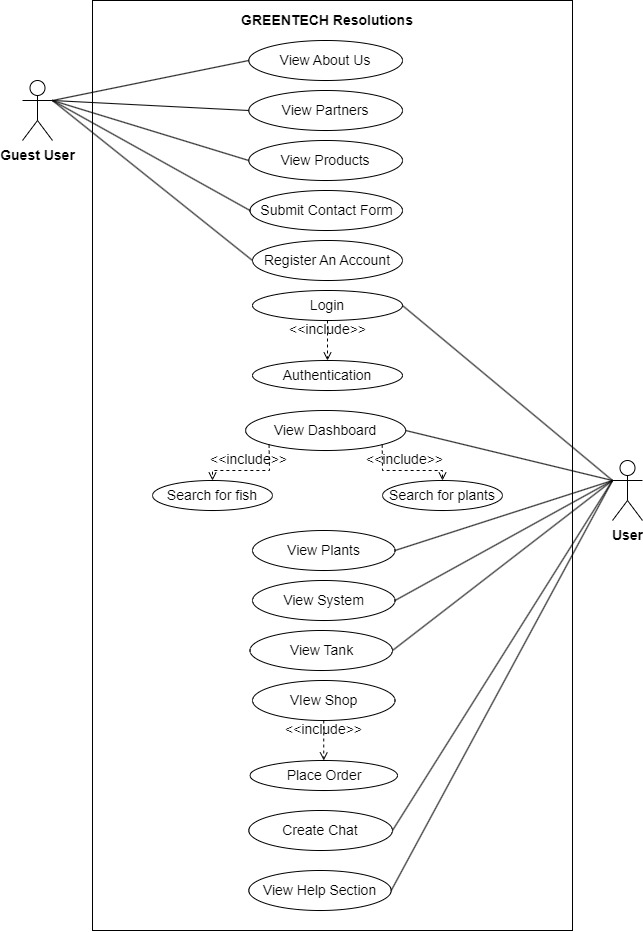 GREENTECH Resolutions
View About Us
View Partners
Guest User
View Products
Submit Contact Form
Register An Account
Login
<<include>>
Authentication
View Dashboard
<<include>>
<<include>>
Search for fish
Search for plants
User
View Plants
View System
View Tank
VIew Shop
<<include>>
Place Order
Create Chat
View Help Section